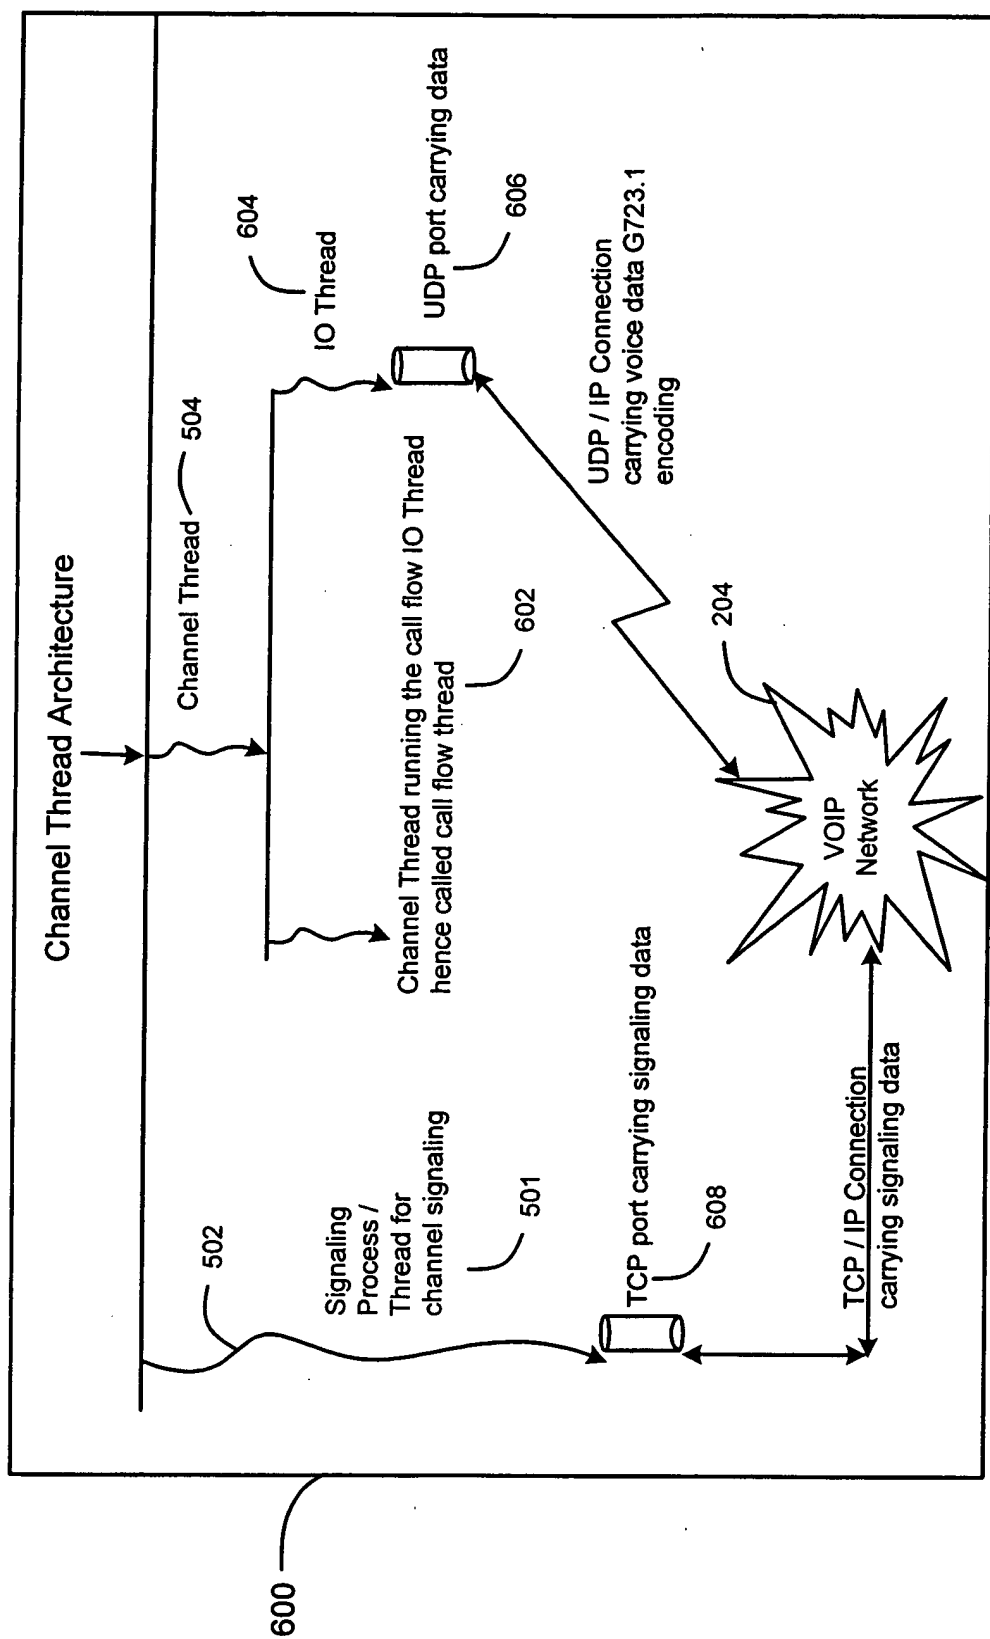 Channel Thread Architecture
Channel Thread
504
604
IO Thread
UDP port carrying data
606
Channel Thread running the call flow IO Thread
hence called call flow thread
602
502
Signaling
Process /
Thread for
channel signaling
501
TCP port carrying signaling data
608
UDP / IP Connection
carrying voice data G723.1
encoding
204
VOIP
Network
TCP / IP Connection
carrying signaling data
600